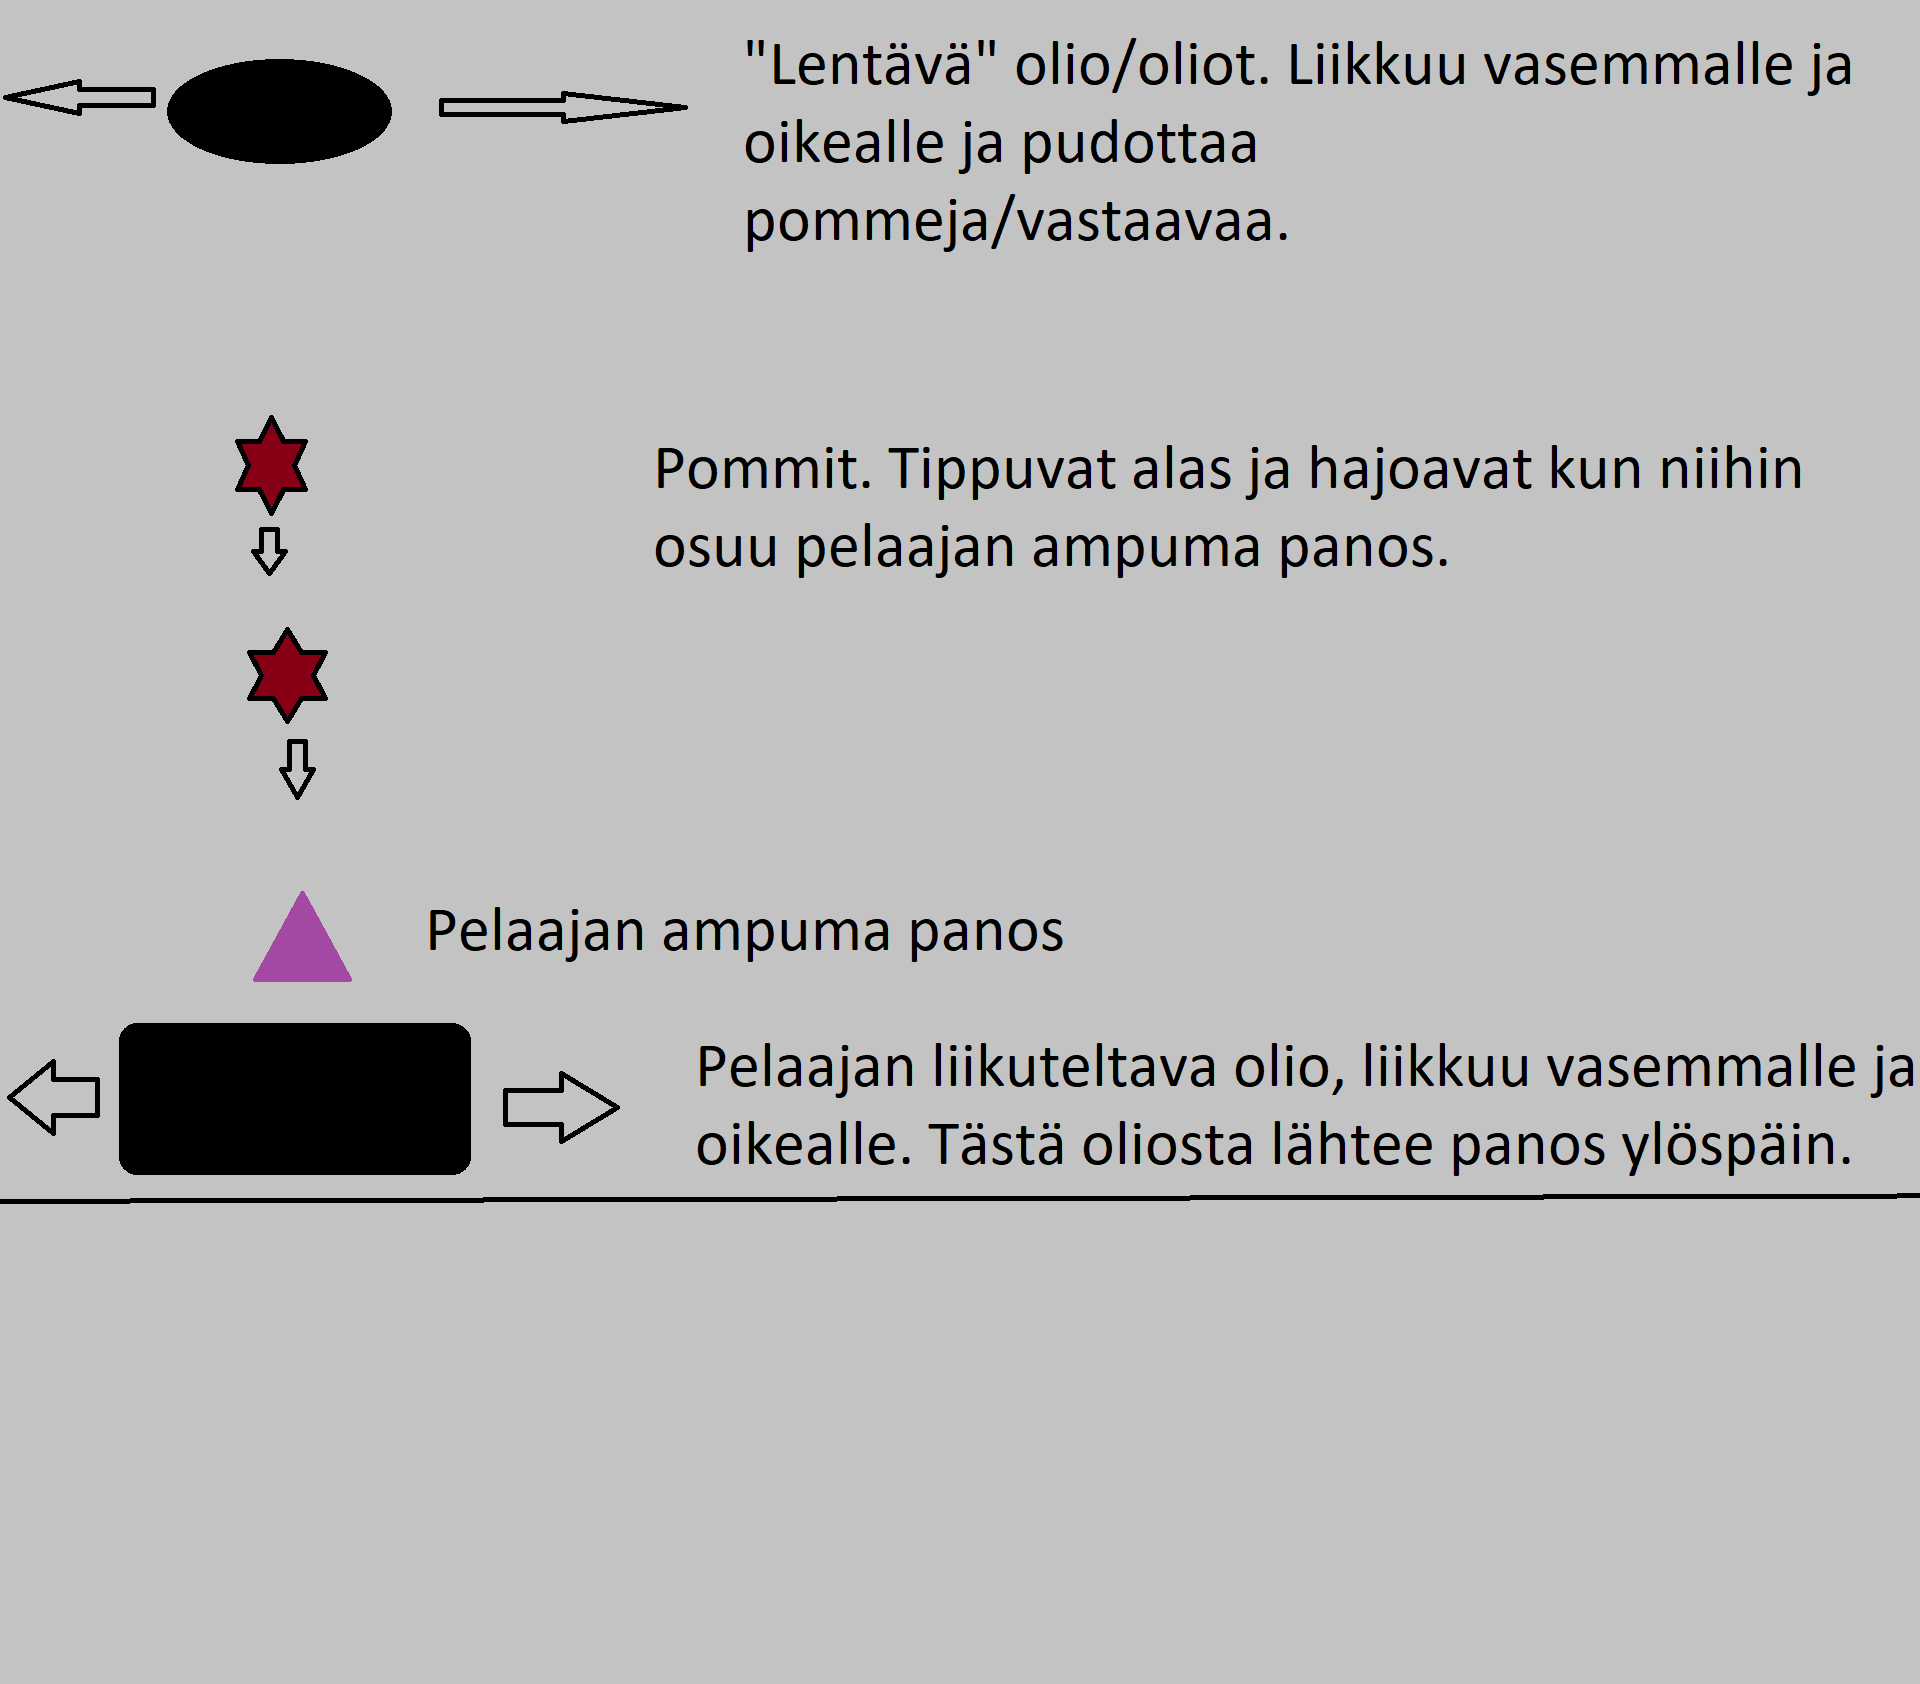 "Lentävä" olio/oliot. Liikkuu vasemmalle ja
oikealle ja pudottaa
pommeja/vastaavaa.
Pommit. Tippuvat alas ja hajoavat kun niihin
osuu pelaajan ampuma panos.
Pelaajan ampuma panos
Pelaajan liikuteltava olio, liikkuu vasemmalle ja
oikealle. Tästä oliosta lähtee panos ylöspäin.